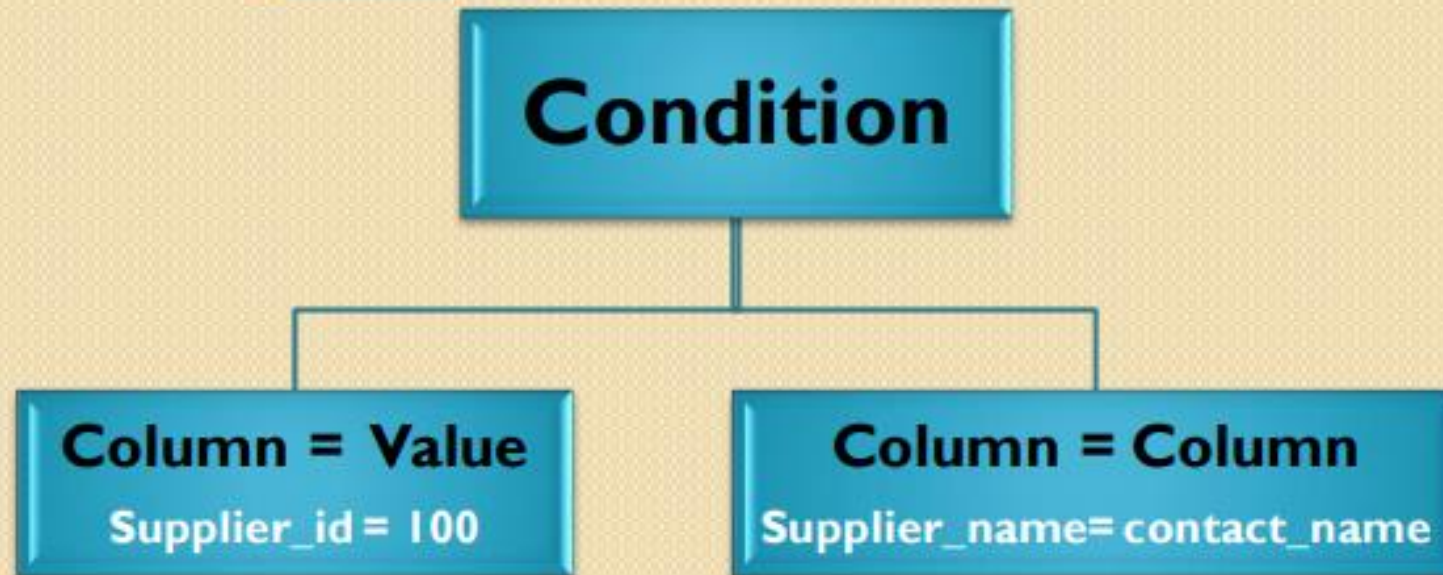 Condition
Column = Value
Supplier_id = 100
Column = Column
Supplier_name= contact_name